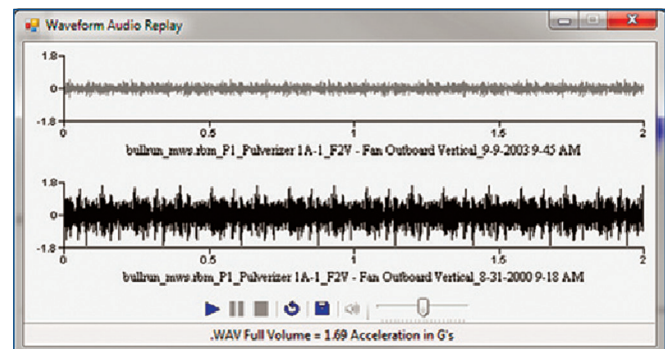 Waveform Audio Replay
1.8
0
-1.8
0 0.5 1 1.5 2
bullrun_mws.rbm_P1_Pulverizer 1A-1_F2V - Fan Outboard Vertical_9-9-2003 9-45 AM
1.8
0
-1.8
0 0.5 1 1.5 2
bullrun_mws.rbm_P1_Pulverizer 1A-1_F2V - Fan Outboard Vertical_8-31-2000 9-18 AM
.WAV Full Volume = 1.69 Acceleration in G's